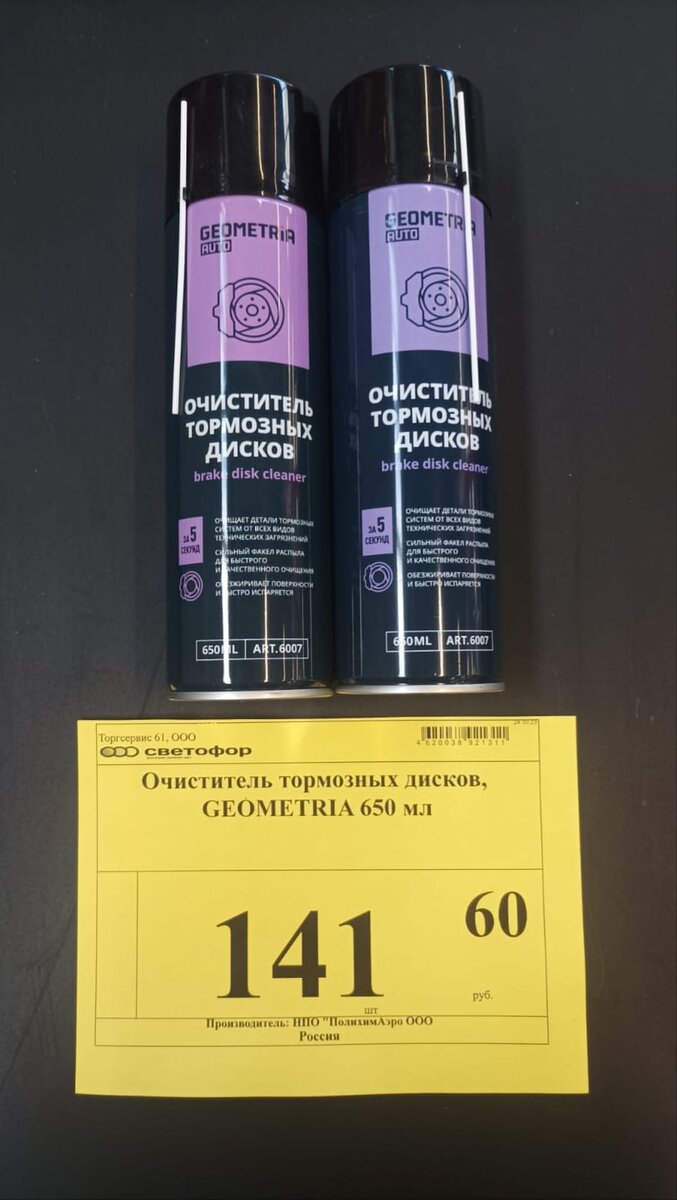 GEOMETRIA
AUTO
ОЧИСТИТЕЛЬ
ТОРМОЗНЫХ
ДИСКОВ
brake disk cleaner
ЗА 5
СЕКУНД
ОЧИЩАЕТ ДЕТАЛИ ТОРМОЗНЫХ
СИСТЕМ ОТ ВСЕХ ВИДОВ
ТЕХНИЧЕСКИХ ЗАГРЯЗНЕНИЙ
СИЛЬНЫЙ ФАКЕЛ РАСПЫЛА
ДЛЯ БЫСТРОГО
И КАЧЕСТВЕННОГО ОЧИЩЕНИЯ
ОБЕЗЖИРИВАЕТ ПОВЕРХНОСТИ
И БЫСТРО ИСПАРЯЕТСЯ
650ML ART.6007
GEOMETRIA
AUTO
ОЧИСТИТЕЛЬ
ТОРМОЗНЫХ
ДИСКОВ
brake disk cleaner
ЗА 5
СЕКУНД
ОЧИЩАЕТ ДЕТАЛИ ТОРМОЗНЫХ
СИСТЕМ ОТ ВСЕХ ВИДОВ
ТЕХНИЧЕСКИХ ЗАГРЯЗНЕНИЙ
СИЛЬНЫЙ ФАКЕЛ РАСПЫЛА
ДЛЯ БЫСТРОГО
И КАЧЕСТВЕННОГО ОЧИЩЕНИЯ
ОБЕЗЖИРИВАЕТ ПОВЕРХНОСТИ
И БЫСТРО ИСПАРЯЕТСЯ
650ML ART.6007
Торгсервис 61, ООО
светофор
4 620038 921311
Очиститель тормозных дисков,
GEOMETRIA 650 мл
141 60
шт руб.
Производитель: НПО "ПолихимАэро ООО
Россия